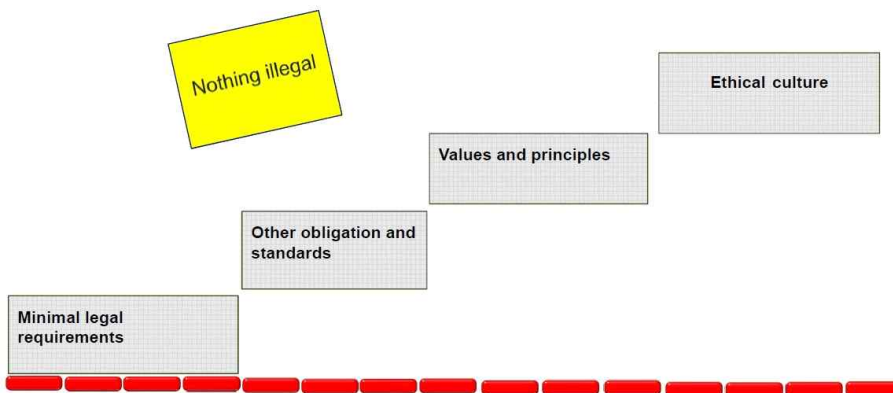 Nothing illegal
Ethical culture
Values and principles
Other obligation and
standards
Minimal legal
requirements